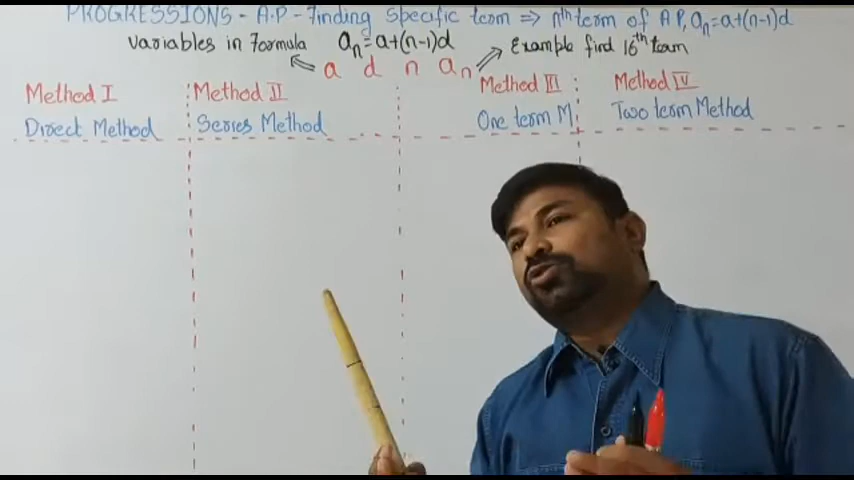 PROGRESSIONS - A.P - Finding Specific term ⇒ nth term of AP, an=a+(n-1)d
Variables in Formula an=a+(n-1)d Example find 16th team
a d n an
Method I Method II Method III Method IV
Direct Method Series Method One term M Two term Method